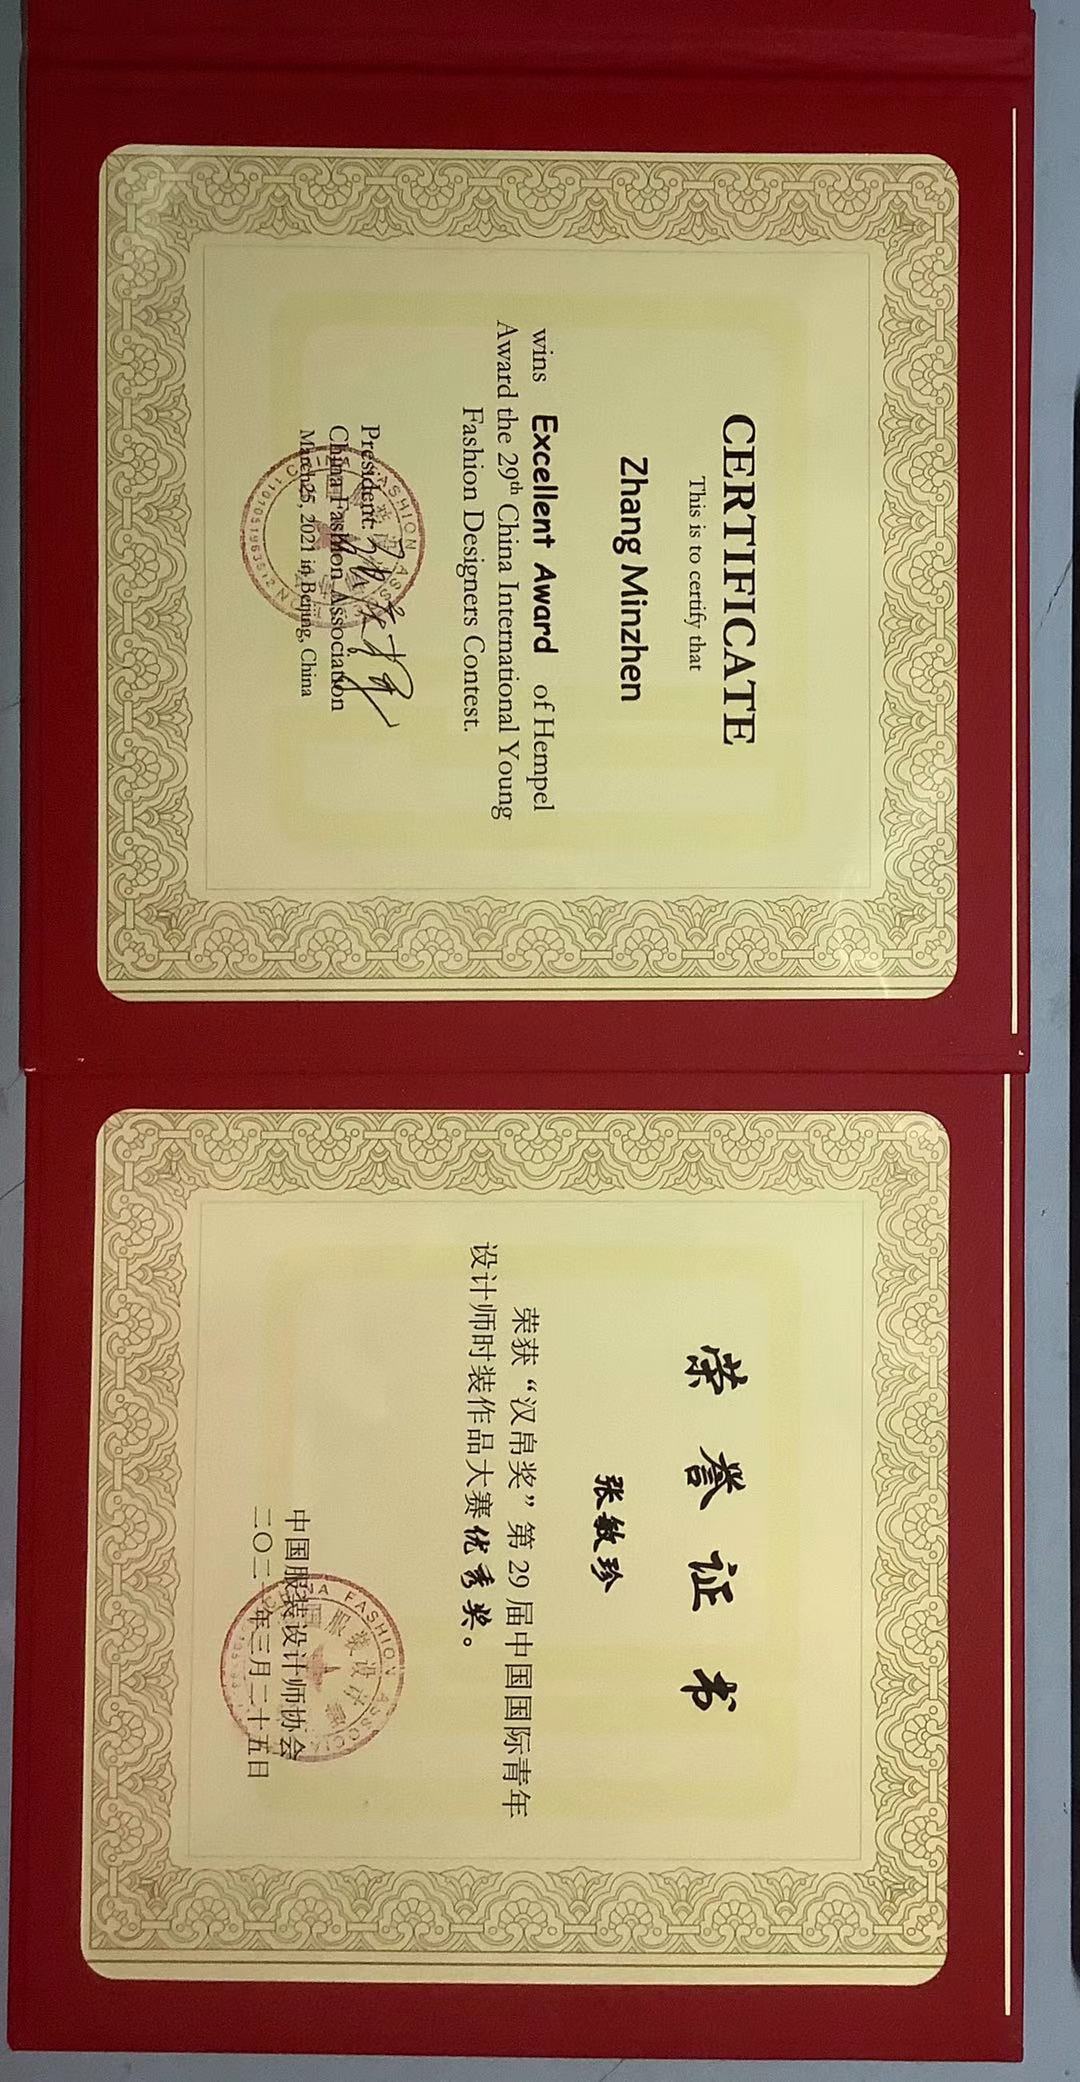 CERTIFICATE
This is to certify that
Zhang Minzhen
wins Excellent Award of Hempel
Award the 29th China International Young
Fashion Designers Contest.
President:
China Fashion Association
March25, 2021 in Beijing, China
荣誉证书
张敏珍
荣获“汉帛奖”第29届中国国际青年
设计师时装作品大赛优秀奖。
中国服装设计师协会
二〇二一年三月二十五日